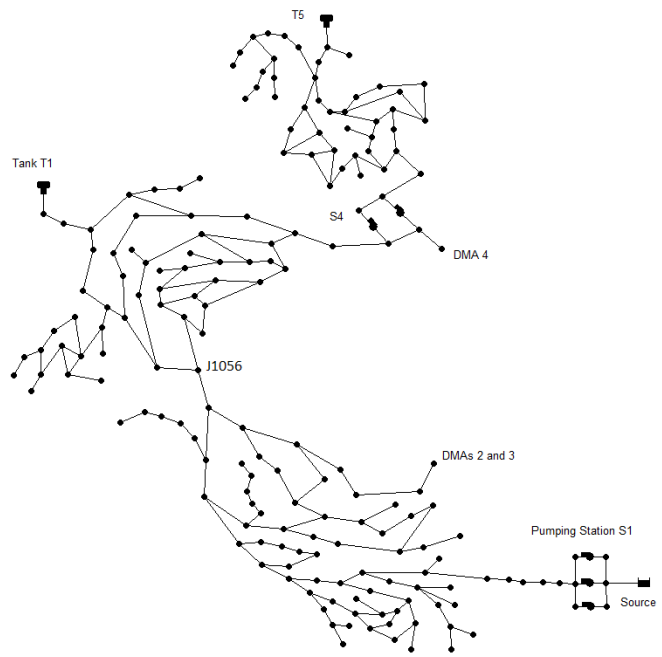 T5
Tank T1
S4
DMA 4
J1056
DMAs 2 and 3
Pumping Station S1
Source